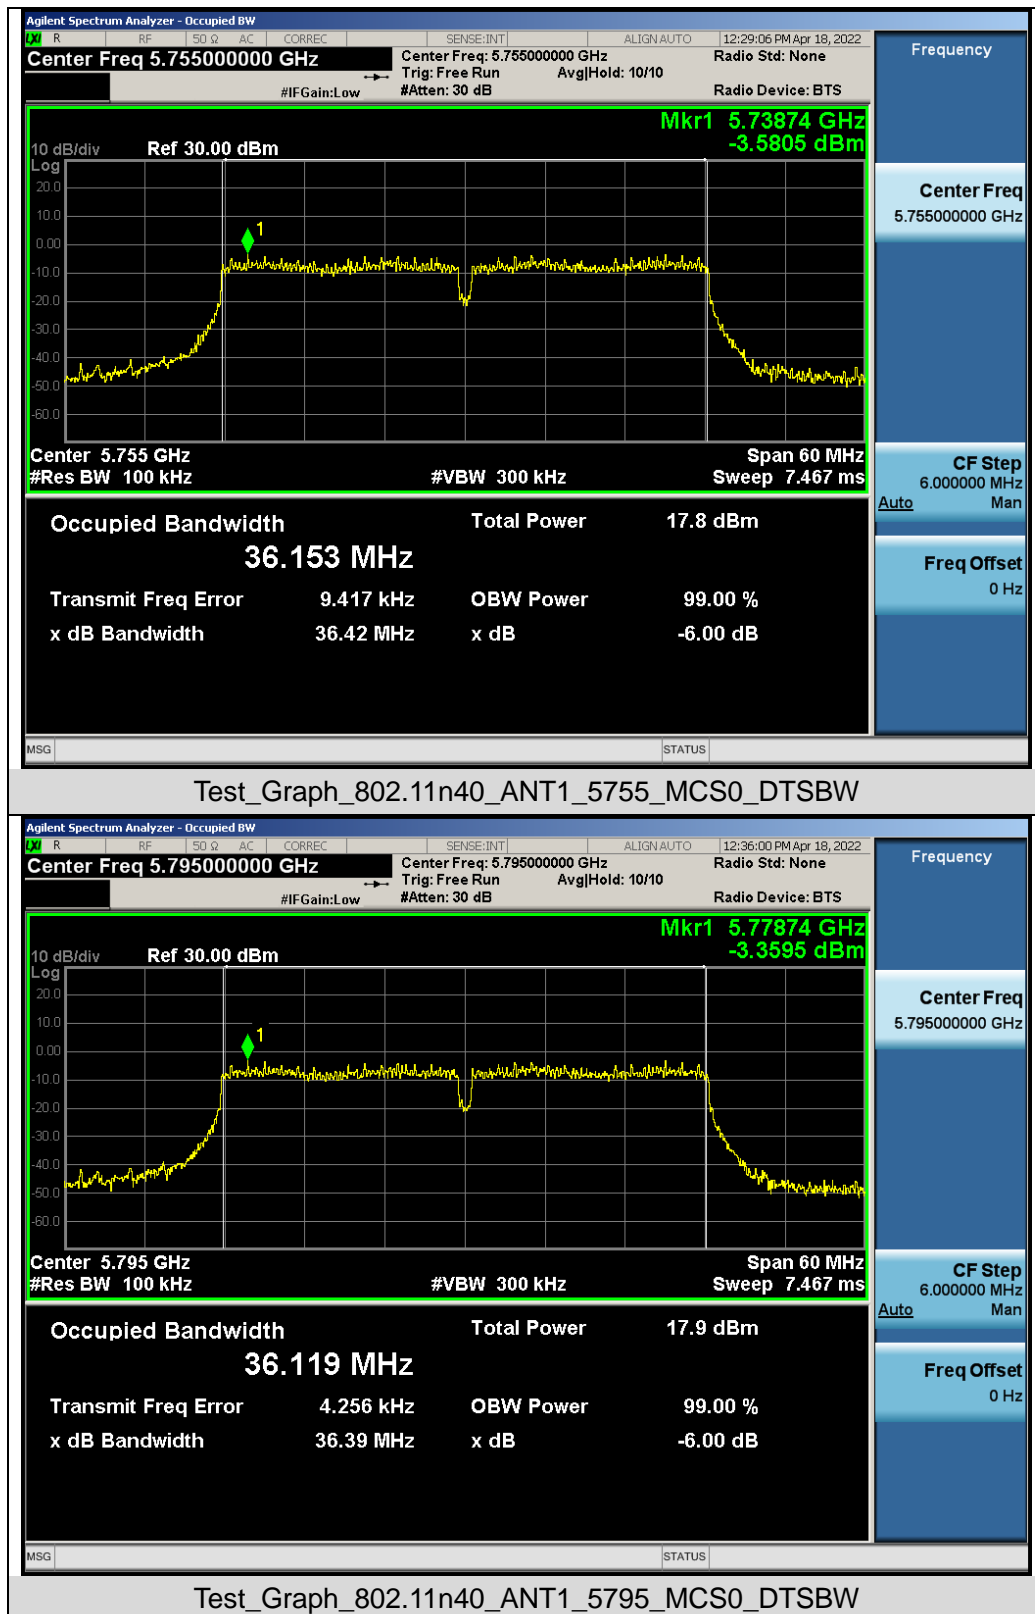 Agilent Spectrum Analyzer - Occupied BW
LXI R RF 50 Ω AC CORREC SENSE:INT ALIGN AUTO 12:29:06 PM Apr 18, 2022
Center Freq 5.755000000 GHz
Center Freq: 5.755000000 GHz Radio Std: None
Trig: Free Run Avg|Hold: 10/10
#IFGain:Low #Atten: 30 dB Radio Device: BTS
Frequency
Mkr1 5.73874 GHz
-3.5805 dBm
10 dB/div Ref 30.00 dBm
Log
20.0
10.0
0.00
-10.0
-20.0
-30.0
-40.0
-50.0
-60.0
1
Center 5.755 GHz Span 60 MHz
#Res BW 100 kHz #VBW 300 kHz Sweep 7.467 ms
Center Freq
5.755000000 GHz
CF Step
6.000000 MHz
Auto Man
Freq Offset
0 Hz
Occupied Bandwidth Total Power 17.8 dBm
36.153 MHz
Transmit Freq Error 9.417 kHz OBW Power 99.00 %
x dB Bandwidth 36.42 MHz x dB -6.00 dB
MSG STATUS
Test_Graph_802.11n40_ANT1_5755_MCS0_DTSBW
Agilent Spectrum Analyzer - Occupied BW
LXI R RF 50 Ω AC CORREC SENSE:INT ALIGN AUTO 12:36:00 PM Apr 18, 2022
Center Freq 5.795000000 GHz
Center Freq: 5.795000000 GHz Radio Std: None
Trig: Free Run Avg|Hold: 10/10
#IFGain:Low #Atten: 30 dB Radio Device: BTS
Frequency
Mkr1 5.77874 GHz
-3.3595 dBm
10 dB/div Ref 30.00 dBm
Log
20.0
10.0
0.00
-10.0
-20.0
-30.0
-40.0
-50.0
-60.0
1
Center 5.795 GHz Span 60 MHz
#Res BW 100 kHz #VBW 300 kHz Sweep 7.467 ms
Center Freq
5.795000000 GHz
CF Step
6.000000 MHz
Auto Man
Freq Offset
0 Hz
Occupied Bandwidth Total Power 17.9 dBm
36.119 MHz
Transmit Freq Error 4.256 kHz OBW Power 99.00 %
x dB Bandwidth 36.39 MHz x dB -6.00 dB
MSG STATUS
Test_Graph_802.11n40_ANT1_5795_MCS0_DTSBW